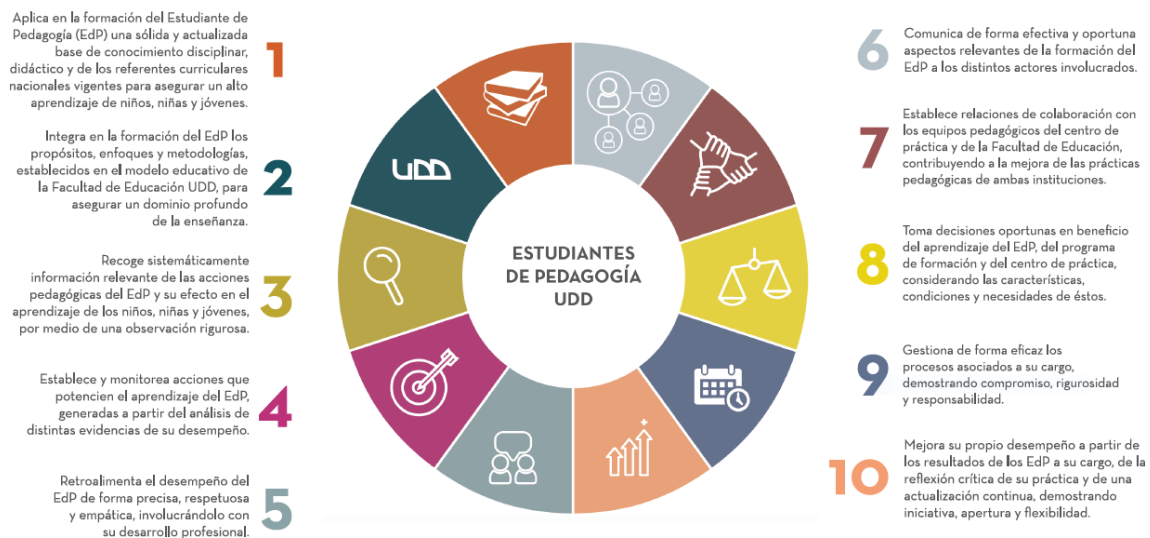 Aplica en la formación del Estudiante de
Pedagogía (EdP) una sólida y actualizada
base de conocimiento disciplinar,
didáctico y de los referentes curriculares
nacionales vigentes para asegurar un alto
aprendizaje de niños, niñas y jóvenes.
1
Integra en la formación del EdP los
propósitos, enfoques y metodologías,
establecidos en el modelo educativo de
la Facultad de Educación UDD, para
asegurar un dominio profundo
de la enseñanza.
2
Recoge sistemáticamente
información relevante de las acciones
pedagógicas del EdP y su efecto en el
aprendizaje de los niños, niñas y jóvenes,
por medio de una observación rigurosa.
3
Establece y monitorea acciones que
potencien el aprendizaje del EdP,
generadas a partir del análisis de
distintas evidencias de su desempeño.
4
Retroalimenta el desempeño del
EdP de forma precisa, respetuosa
y empática, involucrándolo con
su desarrollo profesional.
5
UDD
ESTUDIANTES
DE PEDAGOGÍA
UDD
6
Comunica de forma efectiva y oportuna
aspectos relevantes de la formación del
EdP a los distintos actores involucrados.
7
Establece relaciones de colaboración con
los equipos pedagógicos del centro de
práctica y de la Facultad de Educación,
contribuyendo a la mejora de las prácticas
pedagógicas de ambas instituciones.
8
Toma decisiones oportunas en beneficio
del aprendizaje del EdP, del programa
de formación y del centro de práctica,
considerando las características,
condiciones y necesidades de éstos.
9
Gestiona de forma eficaz los
procesos asociados a su cargo,
demostrando compromiso, rigurosidad
y responsabilidad.
10
Mejora su propio desempeño a partir de
los resultados de los EdP a su cargo, de la
reflexión crítica de su práctica y de una
actualización continua, demostrando
iniciativa, apertura y flexibilidad.